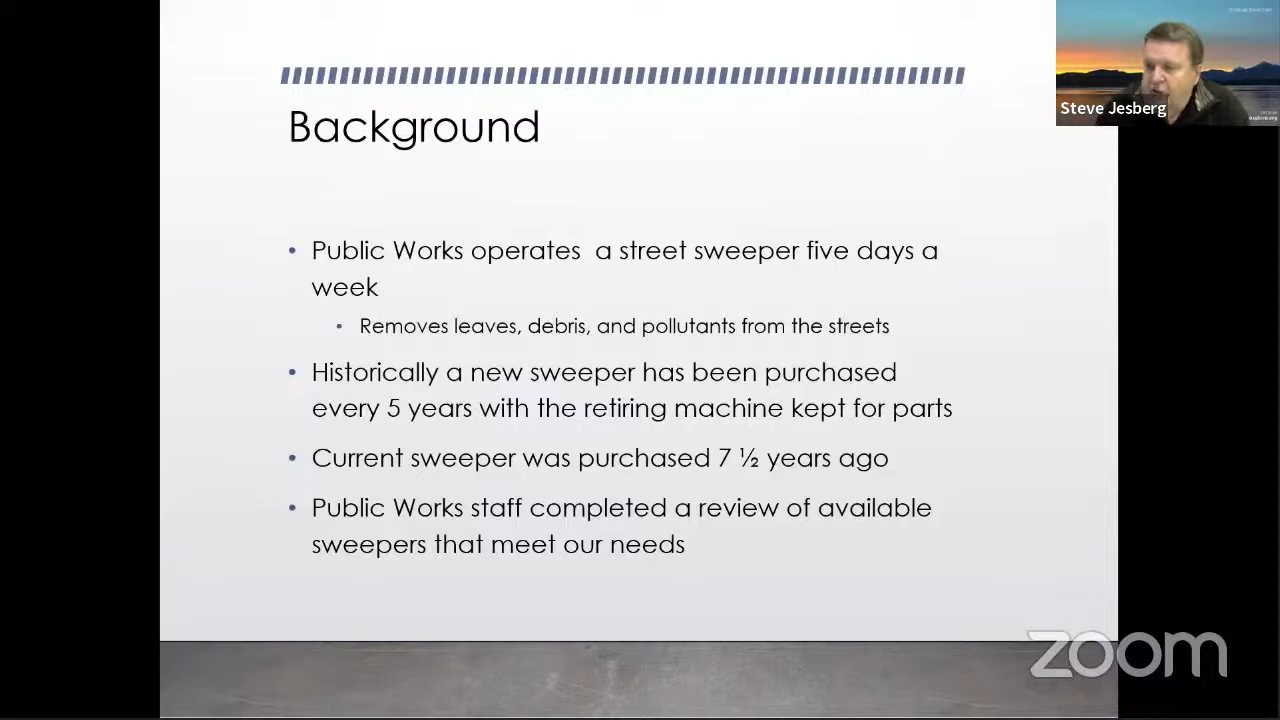 Steve Jesberg
explore.org
Background
• Public Works operates  a street sweeper five days a
week
• Removes leaves, debris, and pollutants from the streets
• Historically a new sweeper has been purchased
every 5 years with the retiring machine kept for parts
• Current sweeper was purchased 7 ½ years ago
• Public Works staff completed a review of available
sweepers that meet our needs
zoom